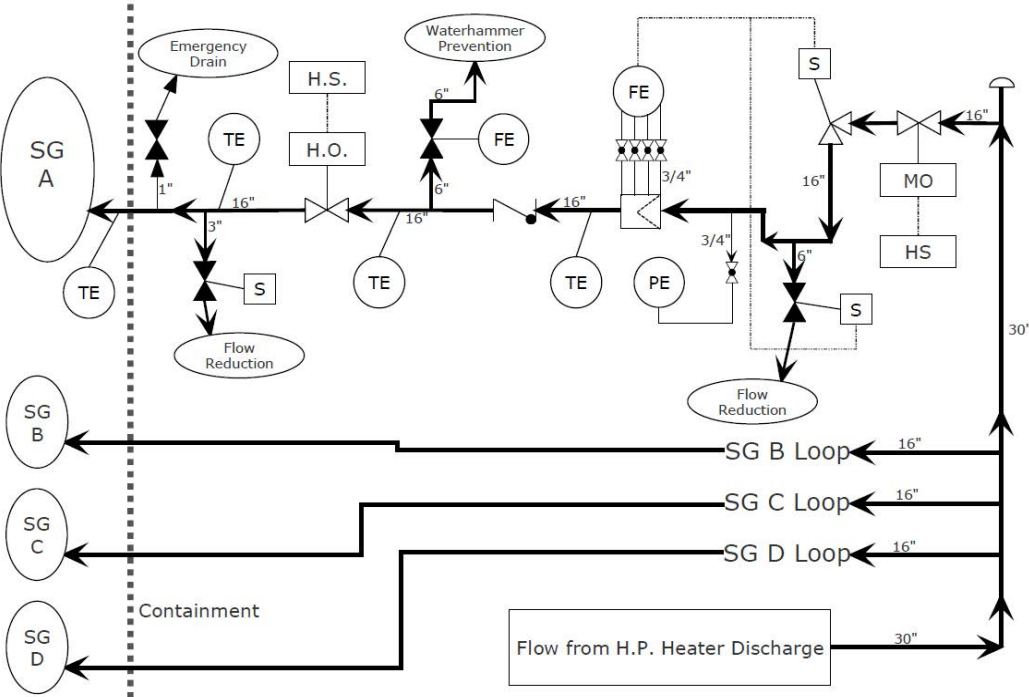 Emergency
Drain
Waterhammer
Prevention
H.S.
S
6"
FE
SG
A
TE
H.O.
FE
16"
3/4"
MO
1"
6"
16"
16"
3"
16"
16"
3/4"
6"
HS
TE
S
TE
TE
PE
S
Flow
Reduction
30'
Flow
Reduction
SG
B
SG B Loop
16"
SG
C
SG C Loop
16"
SG D Loop
16"
Containment
SG
D
Flow from H.P. Heater Discharge
30"